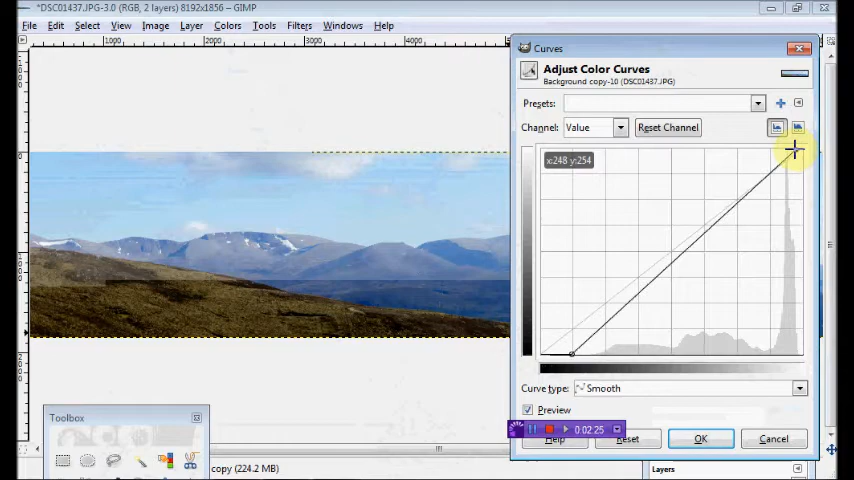 *DSC01437.JPG-3.0 (RGB, 2 layers) 8192x1856 – GIMP
File Edit Select View Image Layer Colors Tools Filters Windows Help
1000 2000 3000 4000
Curves
Adjust Color Curves
Background copy-10 (DSC01437.JPG)
Presets:
Channel: Value Reset Channel
x:248 y:254
Curve type: Smooth
Preview
0:02:25
Help Reset OK Cancel
Toolbox
copy (224.2 MB)
Layers